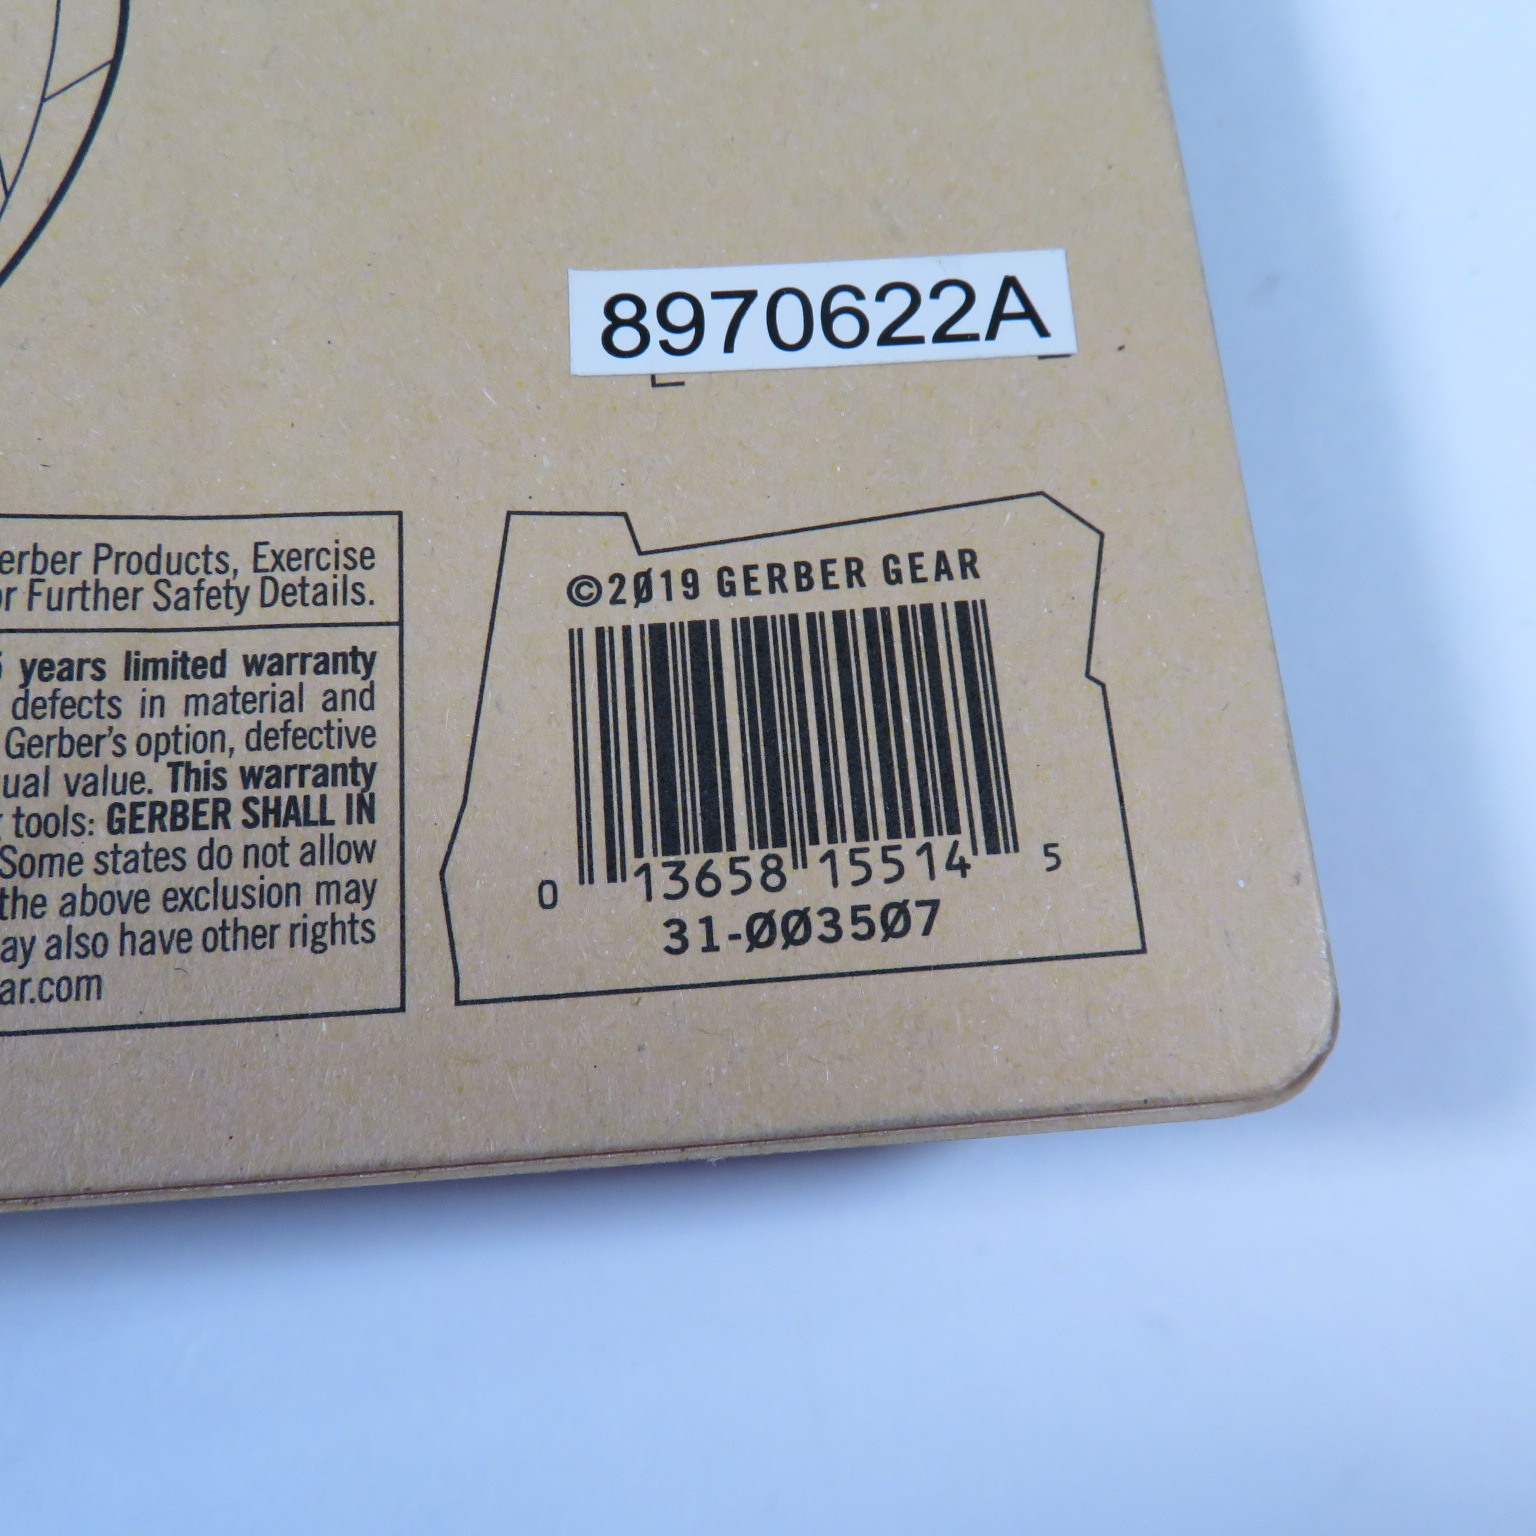 8970622A
erber Products, Exercise
or Further Safety Details.
years limited warranty
defects in material and
Gerber's option, defective
ual value. This warranty
tools: GERBER SHALL IN
Some states do not allow
the above exclusion may
ay also have other rights
ar.com
©2Ø19 GERBER GEAR
0 13658 15514 5
31-ØØ35Ø7